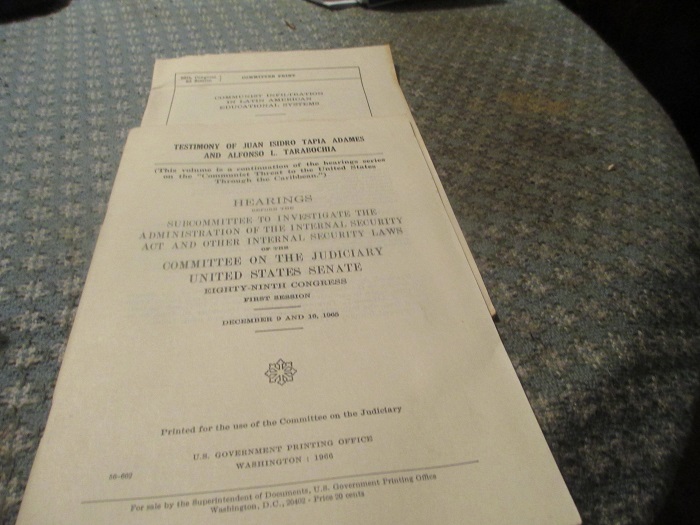 COMMITTEE PRINT
COMMUNIST INFILTRATION
IN LATIN AMERICAN
EDUCATIONAL SYSTEMS
TESTIMONY OF JUAN ISIDRO TAPIA ADAMES
AND ALFONSO L. TARABOCHIA
(This volume is a continuation of the hearings series
on the "Communist Threat to the United States
Through the Caribbean.")
HEARINGS
BEFORE THE
SUBCOMMITTEE TO INVESTIGATE THE
ADMINISTRATION OF THE INTERNAL SECURITY
ACT AND OTHER INTERNAL SECURITY LAWS
OF THE
COMMITTEE ON THE JUDICIARY
UNITED STATES SENATE
EIGHTY-NINTH CONGRESS
FIRST SESSION
DECEMBER 9 AND 16, 1965
Printed for the use of the Committee on the Judiciary
U.S. GOVERNMENT PRINTING OFFICE
WASHINGTON : 1966
For sale by the Superintendent of Documents, U.S. Government Printing Office
Washington, D.C., 20402 - Price 20 cents